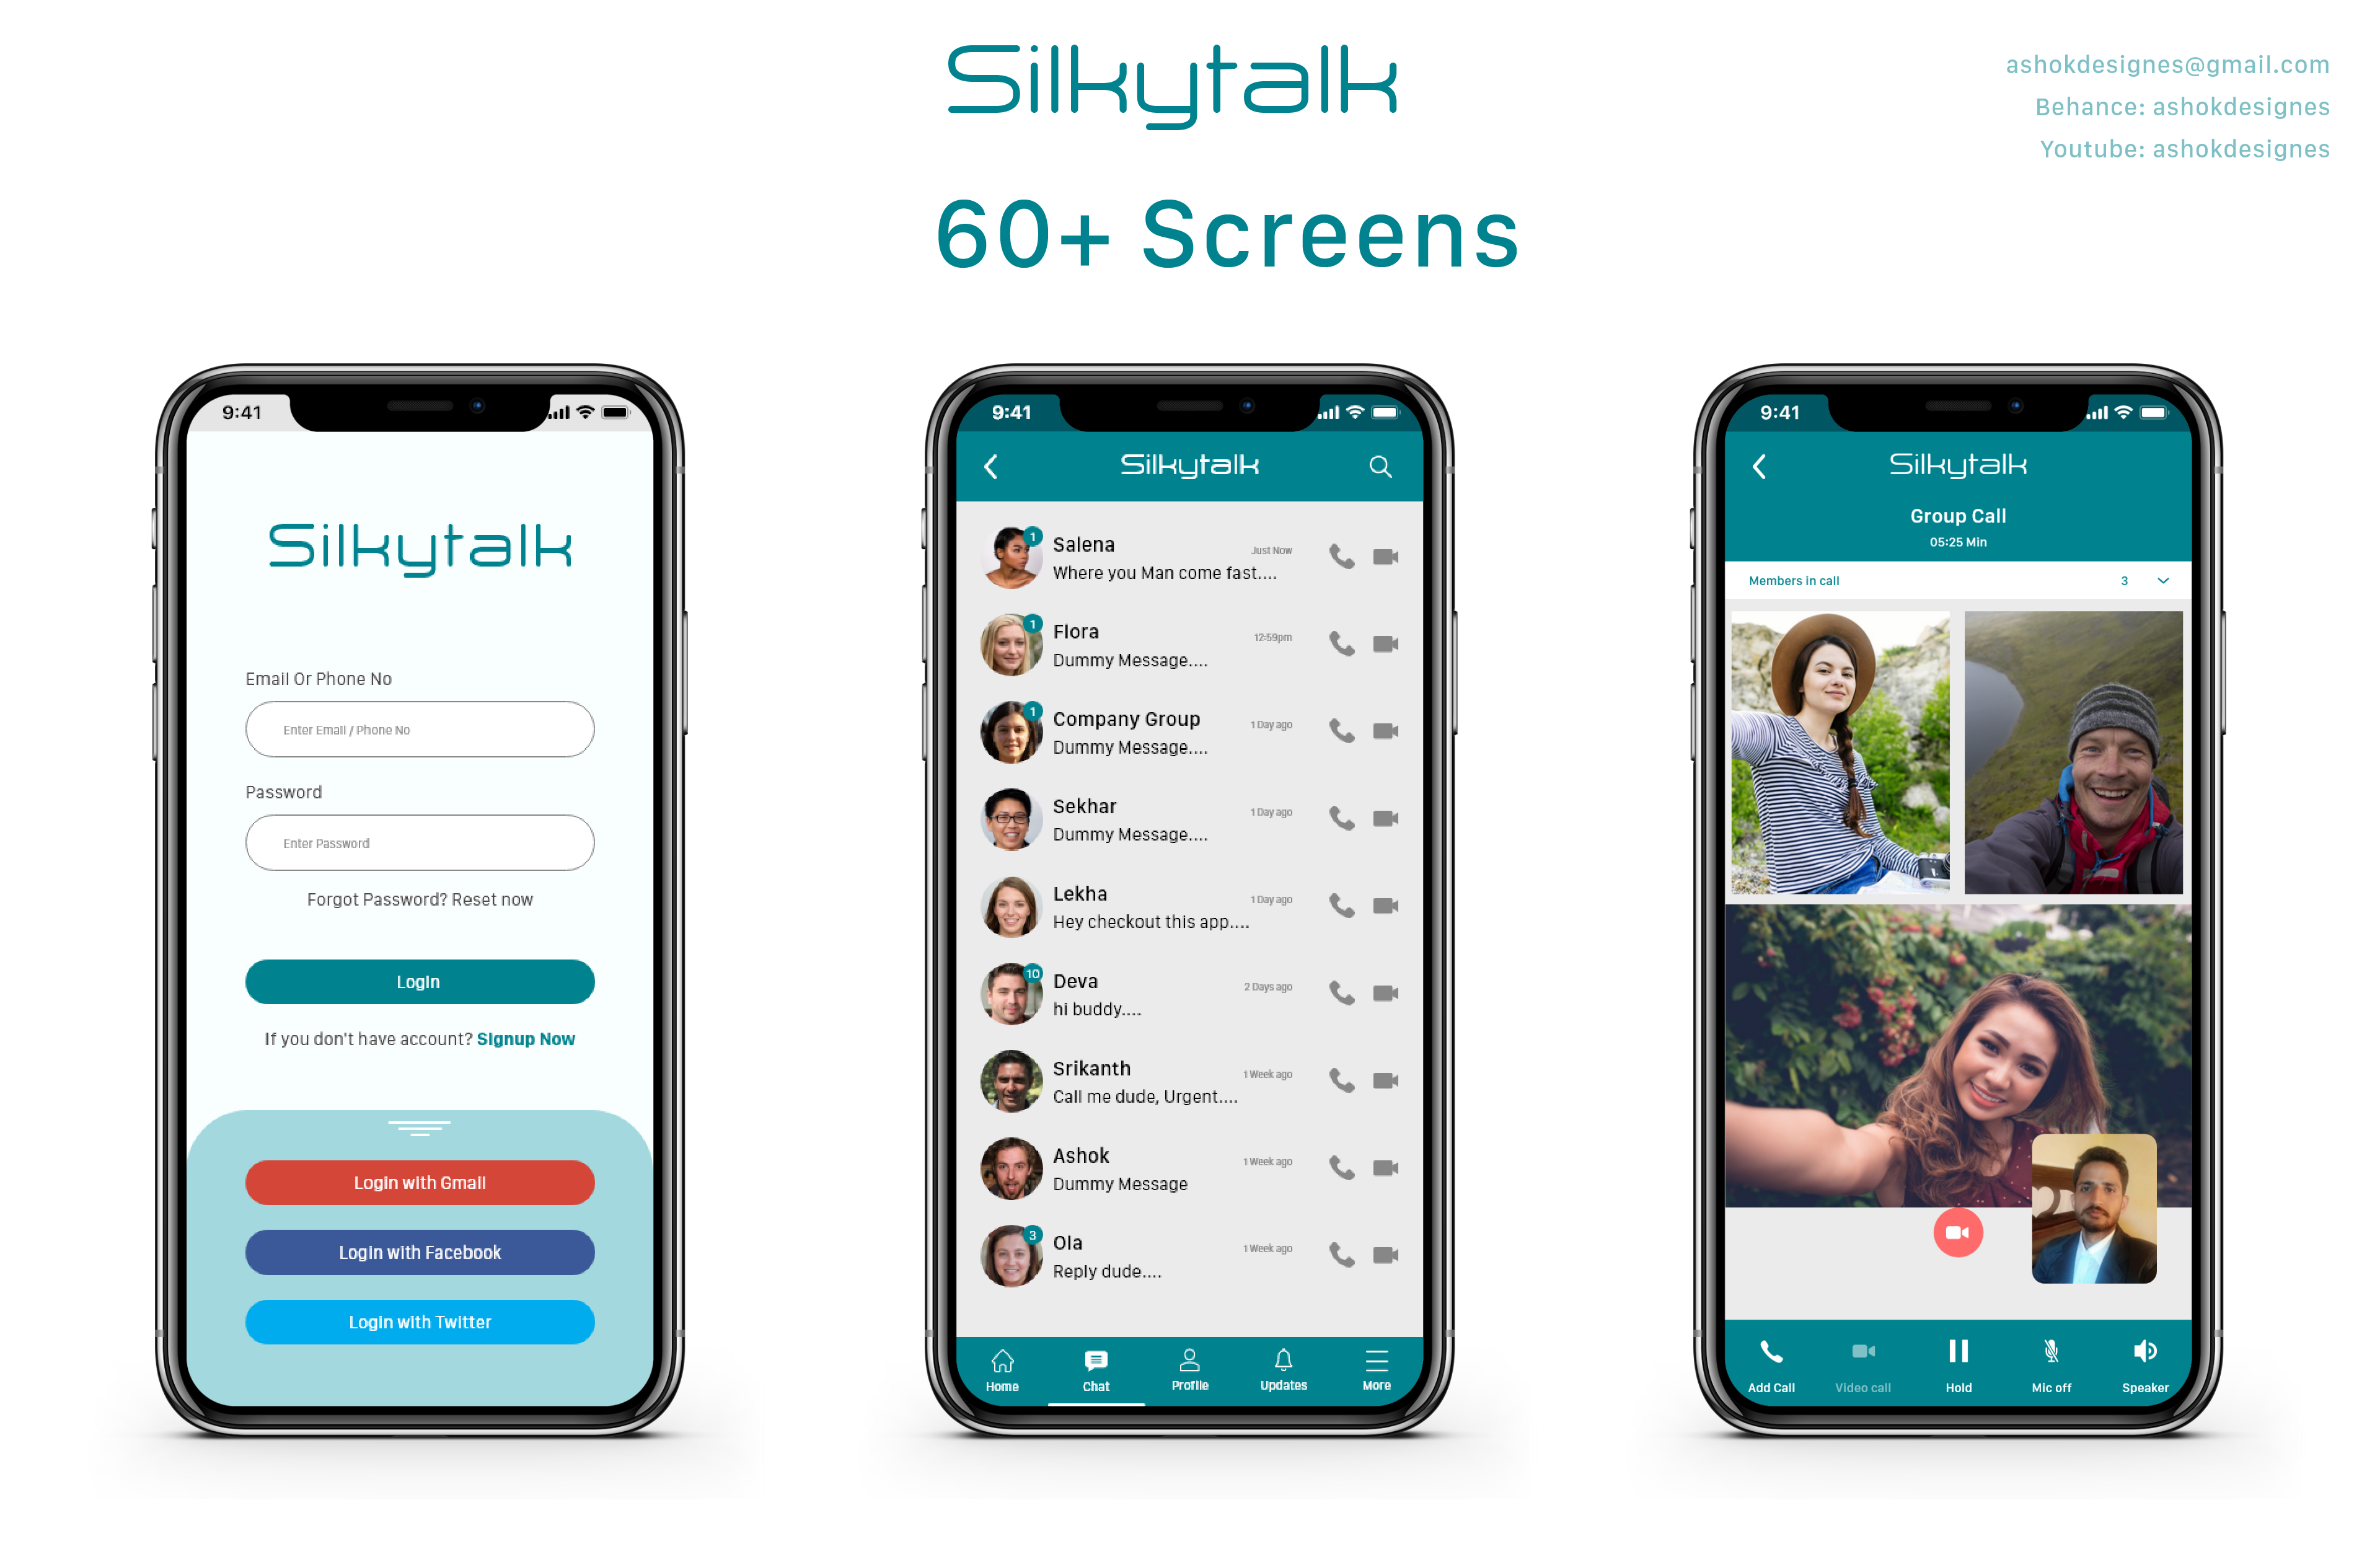 Silkytalk
60+ Screens
ashokdesignes@gmail.com
Behance: ashokdesignes
Youtube: ashokdesignes
9:41
Silkytalk
Email Or Phone No
Enter Email / Phone No
Password
Enter Password
Forgot Password? Reset now
Login
If you don't have account? Signup Now
Login with Gmail
Login with Facebook
Login with Twitter
9:41
Silkytalk
1
Salena
Just Now
Where you Man come fast....
1
Flora
12:59pm
Dummy Message....
1
Company Group
1 Day ago
Dummy Message....
Sekhar
1 Day ago
Dummy Message....
Lekha
1 Day ago
Hey checkout this app....
10
Deva
2 Days ago
hi buddy....
Srikanth
1 Week ago
Call me dude, Urgent....
Ashok
1 Week ago
Dummy Message
3
Ola
1 Week ago
Reply dude....
Home
Chat
Profile
Updates
More
9:41
Silkytalk
Group Call
05:25 Min
Members in call 3
Add Call
Video call
Hold
Mic off
Speaker